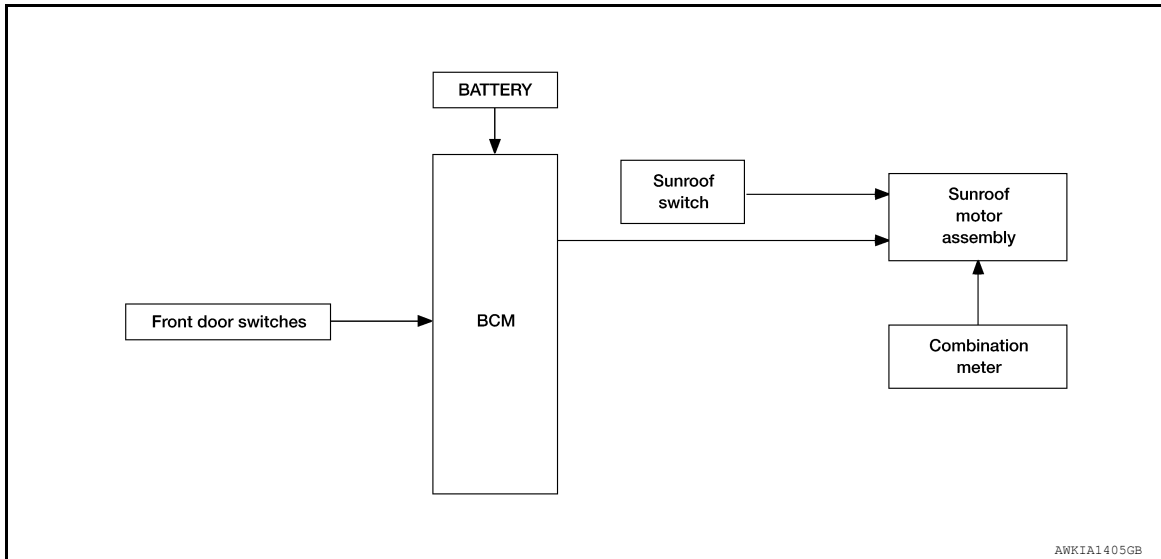 BATTERY
Sunroof
switch
Sunroof
motor
assembly
Front door switches
BCM
Combination
meter
AWKIA1405GB